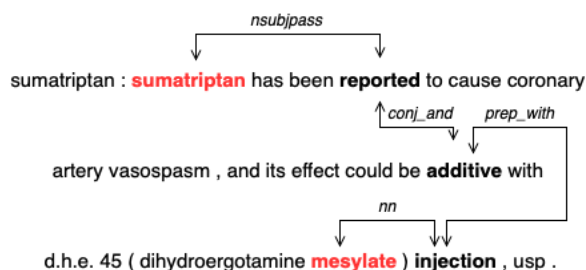 nsubjpass
sumatriptan : sumatriptan has been reported to cause coronary
conj_and prep_with
artery vasospasm , and its effect could be additive with
nn
d.h.e. 45 ( dihydroergotamine mesylate ) injection , usp .